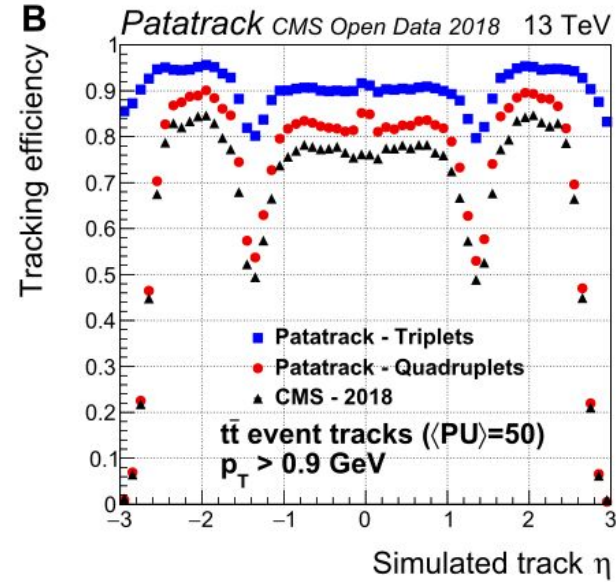 B Patatrack CMS Open Data 2018 13 TeV
Tracking efficiency
1
0.9
0.8
0.7
0.6
0.5
0.4
0.3
0.2
0.1
0
Patatrack - Triplets
Patatrack - Quadruplets
CMS - 2018
tt̄ event tracks (⟨PU⟩=50)
p_T > 0.9 GeV
−3 −2 −1 0 1 2 3
Simulated track η